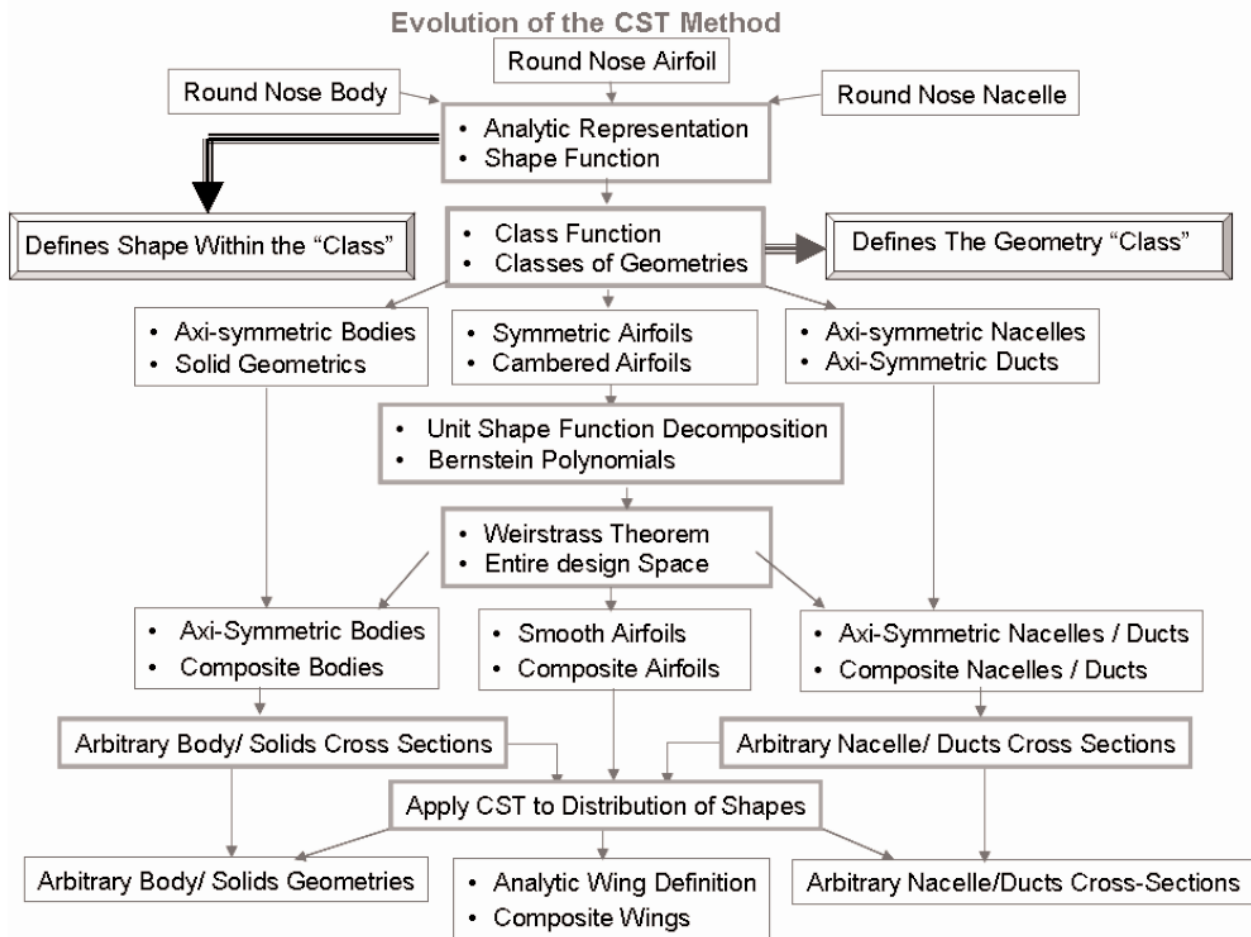 Evolution of the CST Method
Round Nose Airfoil
Round Nose Body
Round Nose Nacelle
• Analytic Representation
• Shape Function
Defines Shape Within the “Class”
• Class Function
• Classes of Geometries
Defines The Geometry “Class”
• Axi-symmetric Bodies
• Solid Geometrics
• Symmetric Airfoils
• Cambered Airfoils
• Axi-symmetric Nacelles
• Axi-Symmetric Ducts
• Unit Shape Function Decomposition
• Bernstein Polynomials
• Weirstrass Theorem
• Entire design Space
• Axi-Symmetric Bodies
• Composite Bodies
• Smooth Airfoils
• Composite Airfoils
• Axi-Symmetric Nacelles / Ducts
• Composite Nacelles / Ducts
Arbitrary Body/ Solids Cross Sections
Arbitrary Nacelle/ Ducts Cross Sections
Apply CST to Distribution of Shapes
Arbitrary Body/ Solids Geometries
• Analytic Wing Definition
• Composite Wings
Arbitrary Nacelle/Ducts Cross-Sections